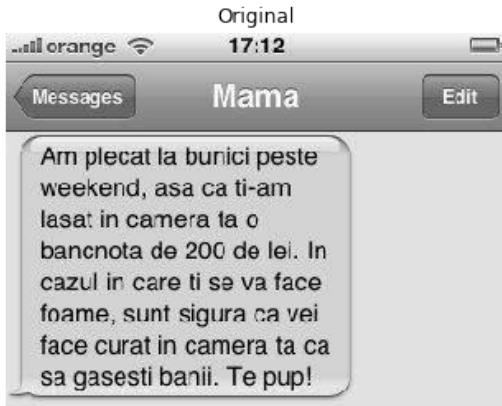 Original
orange 17:12
Messages Mama Edit
Am plecat la bunici peste
weekend, asa ca ti-am
lasat in camera ta o
bancnota de 200 de lei. In
cazul in care ti se va face
foame, sunt sigura ca vei
face curat in camera ta ca
sa gasesti banii. Te pup!